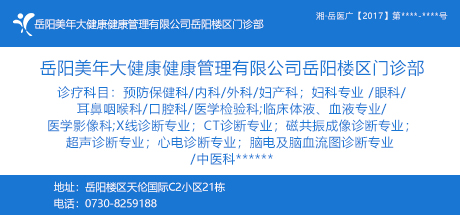 岳阳美年大健康健康管理有限公司岳阳楼区门诊部
湘·岳医广【2017】第****-****号
岳阳美年大健康健康管理有限公司岳阳楼区门诊部
诊疗科目：预防保健科/内科/外科/妇产科；妇科专业 /眼科/
耳鼻咽喉科/口腔科/医学检验科;临床体液、血液专业/
医学影像科;X线诊断专业；CT诊断专业；磁共振成像诊断专业；
超声诊断专业；心电诊断专业；脑电及脑血流图诊断专业
/中医科******
地址：岳阳楼区天伦国际C2小区21栋
电话：0730-8259188